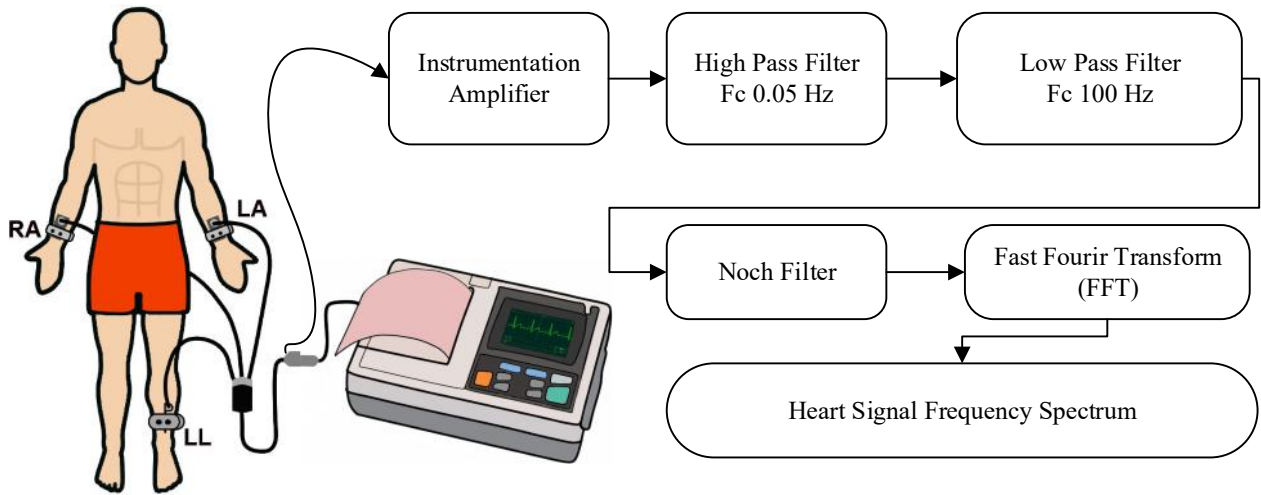 Instrumentation
Amplifier
High Pass Filter
Fc 0.05 Hz
Low Pass Filter
Fc 100 Hz
RA
LA
LL
Noch Filter
Fast Fourir Transform
(FFT)
Heart Signal Frequency Spectrum